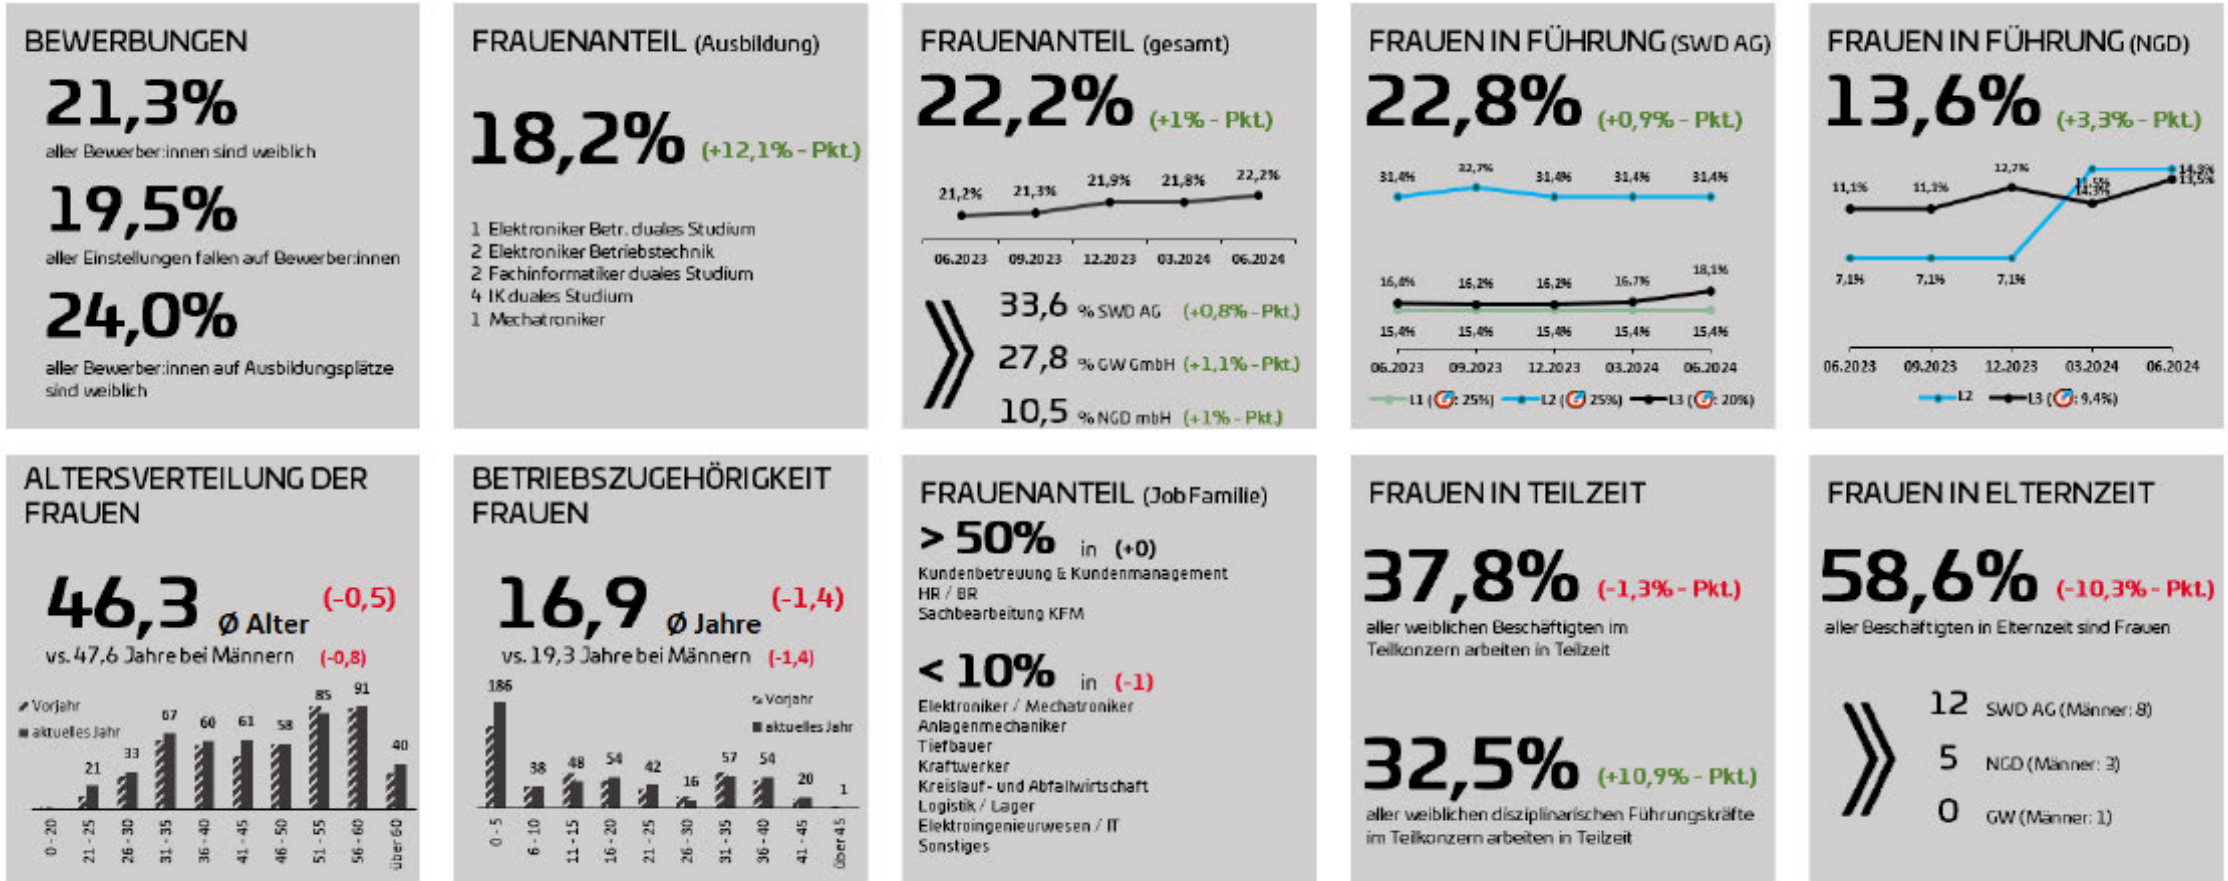 BEWERBUNGEN
21,3%
aller Bewerber:innen sind weiblich
19,5%
aller Einstellungen fallen auf Bewerber:innen
24,0%
aller Bewerber:innen auf Ausbildungsplätze
sind weiblich
FRAUENANTEIL (Ausbildung)
18,2% (+12,1% - Pkt.)
1 Elektroniker Betr. duales Studium
2 Elektroniker Betriebstechnik
2 Fachinformatiker duales Studium
4 IK duales Studium
1 Mechatroniker
FRAUENANTEIL (gesamt)
22,2% (+1% - Pkt.)
21,2% 21,3% 21,9% 21,8% 22,2%
06.2023 09.2023 12.2023 03.2024 06.2024
33,6 % SWD AG (+0,8% - Pkt.)
27,8 % GW GmbH (+1,1% - Pkt.)
10,5 % NGD mbH (+1% - Pkt.)
FRAUEN IN FÜHRUNG (SWD AG)
22,8% (+0,9% - Pkt.)
31,4% 32,7% 31,4% 31,4% 31,4%
16,2% 16,2% 16,7% 18,1%
15,4% 15,4% 15,4% 15,4% 15,4%
06.2023 09.2023 12.2023 03.2024 06.2024
L1 (: 25%) L2 ( 25%) L3 (: 20%)
FRAUEN IN FÜHRUNG (NGD)
13,6% (+3,3% - Pkt.)
11,1% 11,1% 12,7% 14,3% 13,5%
7,1% 7,1% 7,1%
06.2023 09.2023 12.2023 03.2024 06.2024
L2 L3 (: 9,4%)
ALTERSVERTEILUNG DER
FRAUEN
46,3 Ø Alter (-0,5)
vs. 47,6 Jahre bei Männern (-0,8)
Vorjahr
aktuelles Jahr
21 33 67 60 61 58 85 91 40
0 - 20 21 - 25 26 - 30 31 - 35 36 - 40 41 - 45 46 - 50 51 - 55 56 - 60 über 60
BETRIEBSZUGEHÖRIGKEIT
FRAUEN
16,9 Ø Jahre (-1,4)
vs. 19,3 Jahre bei Männern (-1,4)
Vorjahr
aktuelles Jahr
186 38 48 54 42 16 57 54 20 1
0 - 5 6 - 10 11 - 15 16 - 20 21 - 25 26 - 30 31 - 35 36 - 40 41 - 45 über 45
FRAUENANTEIL (Job Familie)
> 50% in (+0)
Kundenbetreuung & Kundenmanagement
HR / BR
Sachbearbeitung KFM
< 10% in (-1)
Elektroniker / Mechatroniker
Anlagenmechaniker
Tiefbauer
Kraftwerker
Kreislauf- und Abfallwirtschaft
Logistik / Lager
Elektroingenieurwesen / IT
Sonstiges
FRAUEN IN TEILZEIT
37,8% (-1,3% - Pkt.)
aller weiblichen Beschäftigten im
Teilkonzern arbeiten in Teilzeit
32,5% (+10,9% - Pkt.)
aller weiblichen disziplinarischen Führungskräfte
im Teilkonzern arbeiten in Teilzeit
FRAUEN IN ELTERNZEIT
58,6% (-10,3% - Pkt.)
aller Beschäftigten in Elternzeit sind Frauen
12 SWD AG (Männer: 8)
5 NGD (Männer: 3)
0 GW (Männer: 1)